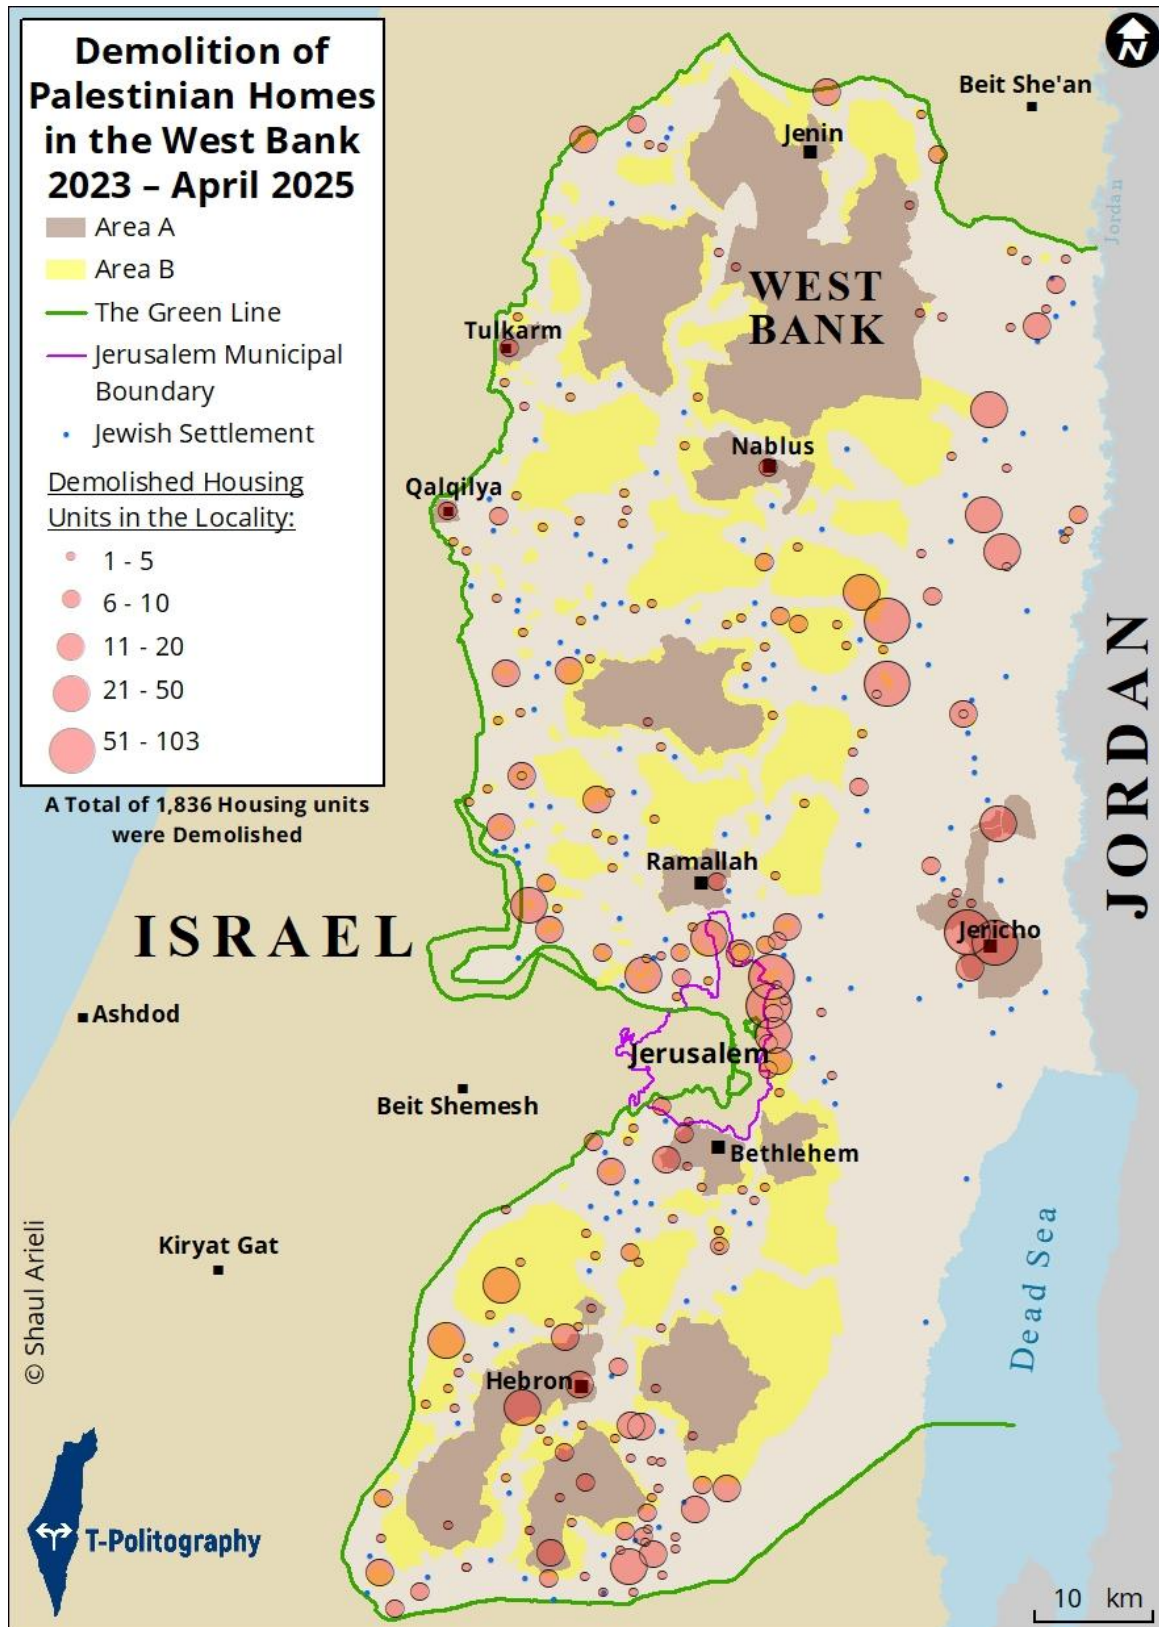 Demolition of
Palestinian Homes
in the West Bank
2023 – April 2025
Area A
Area B
The Green Line
Jerusalem Municipal
Boundary
Jewish Settlement
Demolished Housing
Units in the Locality:
1 - 5
6 - 10
11 - 20
21 - 50
51 - 103
A Total of 1,836 Housing units
were Demolished
N
Beit She'an
Jenin
Jordan
WEST
BANK
Tulkarm
Nablus
Qalqilya
JORDAN
Ramallah
ISRAEL
Jericho
Ashdod
Jerusalem
Beit Shemesh
Bethlehem
Kiryat Gat
Dead Sea
© Shaul Arieli
Hebron
T-Politography
10 km